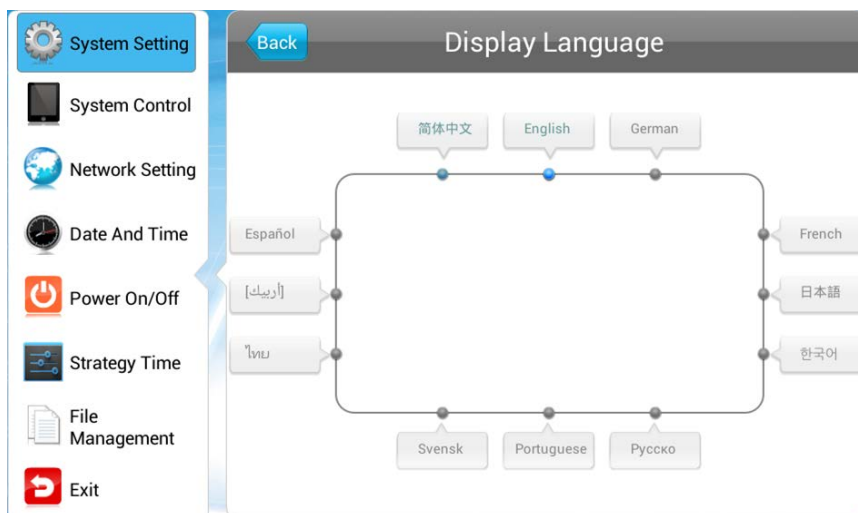 System Setting
System Control
Network Setting
Date And Time
Power On/Off
Strategy Time
File
Management
Exit
Back
Display Language
简体中文
English
German
Español
French
[أربيك]
日本語
ไทย
한국어
Svensk
Portuguese
Русско